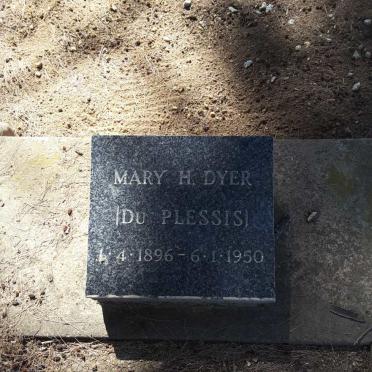 MARY H. DYER
(DU PLESSIS)
1·4·1896 – 6·1·1950